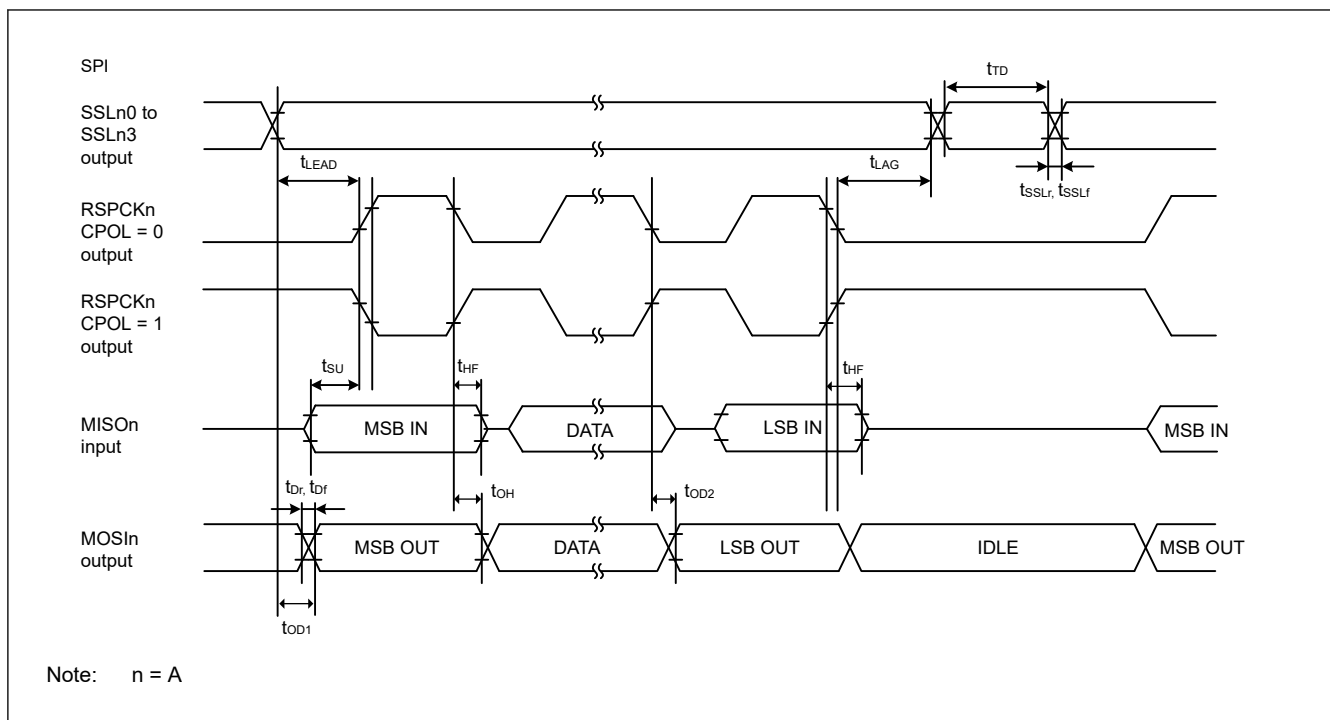 SPI
tTD
SSLn0 to
SSLn3
output
tLEAD
tLAG
tSSLr, tSSLf
RSPCKn
CPOL = 0
output
RSPCKn
CPOL = 1
output
tSU
tHF
tHF
MISOn
input
MSB IN
DATA
LSB IN
MSB IN
tDr, tDf
tOH
tOD2
MOSIn
output
MSB OUT
DATA
LSB OUT
IDLE
MSB OUT
tOD1
Note: n = A